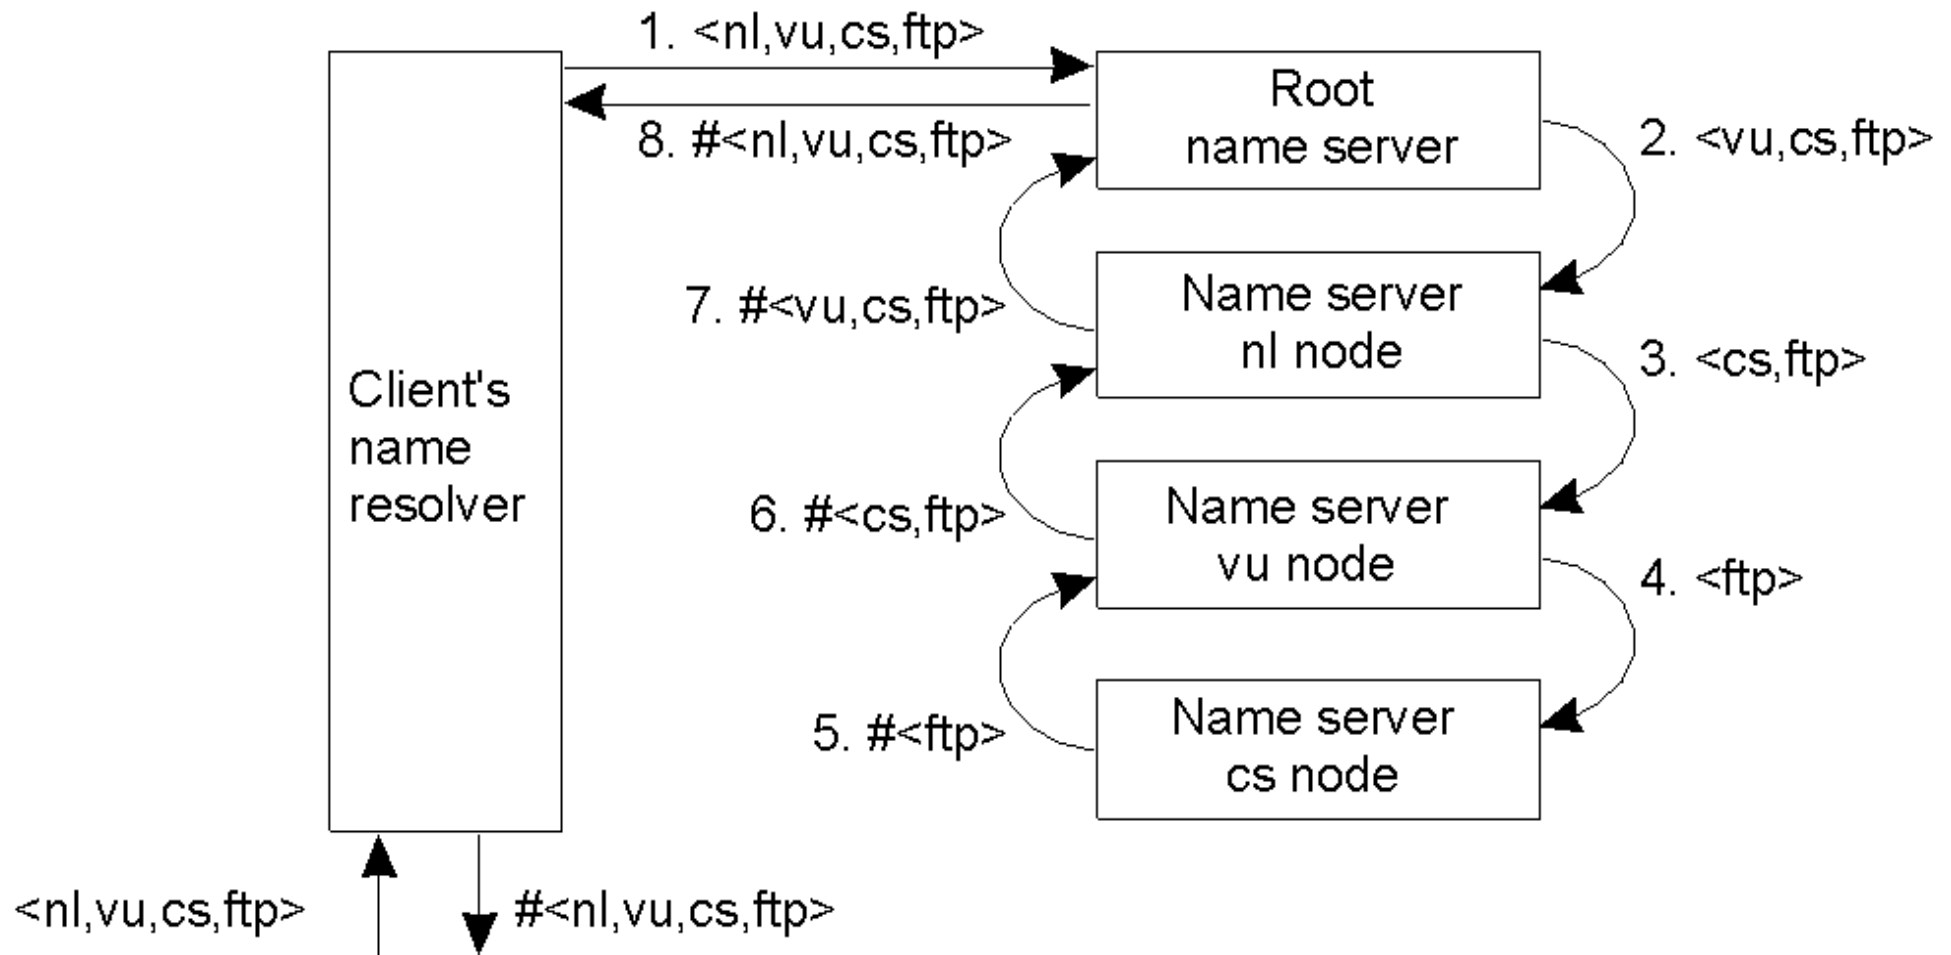 1. <nl,vu,cs,ftp>
Root
name server
8. #<nl,vu,cs,ftp>
2. <vu,cs,ftp>
7. #<vu,cs,ftp>
Name server
nl node
3. <cs,ftp>
Client's
name
resolver
6. #<cs,ftp>
Name server
vu node
4. <ftp>
5. #<ftp>
Name server
cs node
<nl,vu,cs,ftp>
#<nl,vu,cs,ftp>